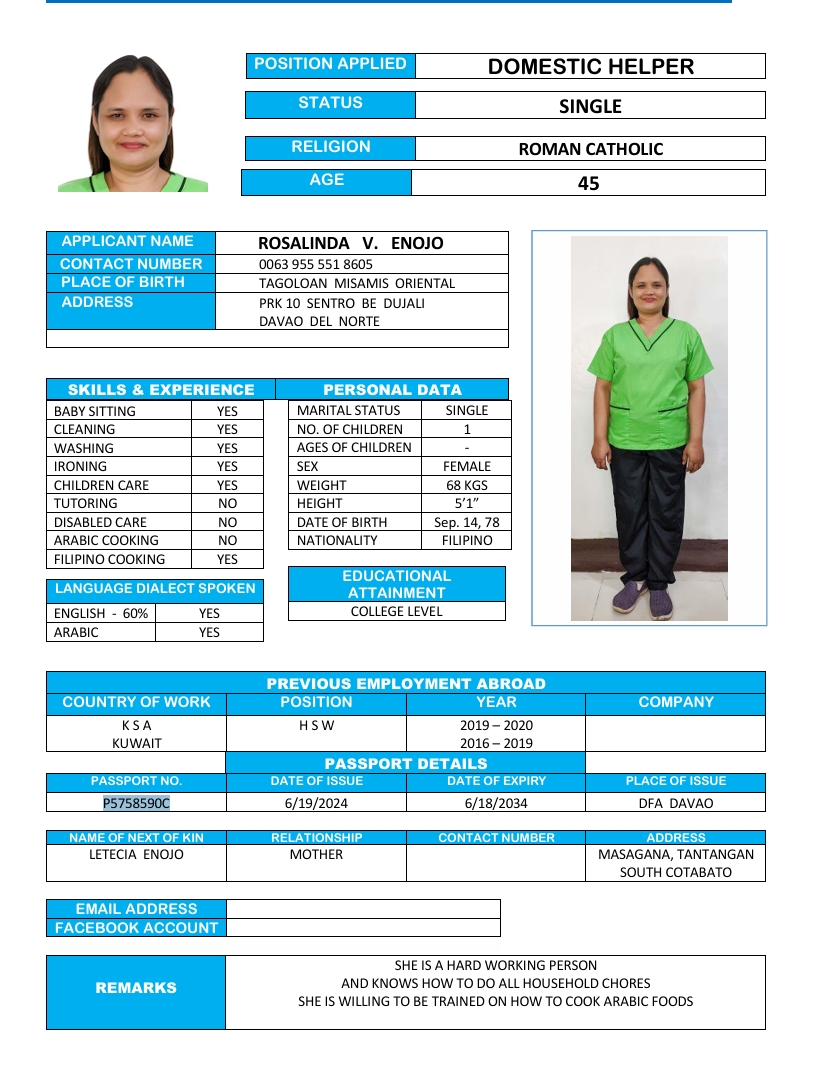 POSITION APPLIED DOMESTIC HELPER
STATUS SINGLE
RELIGION ROMAN CATHOLIC
AGE 45
APPLICANT NAME ROSALINDA V. ENOJO
CONTACT NUMBER 0063 955 551 8605
PLACE OF BIRTH TAGOLOAN MISAMIS ORIENTAL
ADDRESS PRK 10 SENTRO BE DUJALI
DAVAO DEL NORTE
SKILLS & EXPERIENCE PERSONAL DATA
BABY SITTING YES MARITAL STATUS SINGLE
CLEANING YES NO. OF CHILDREN 1
WASHING YES AGES OF CHILDREN -
IRONING YES SEX FEMALE
CHILDREN CARE YES WEIGHT 68 KGS
TUTORING NO HEIGHT 5’1”
DISABLED CARE NO DATE OF BIRTH Sep. 14, 78
ARABIC COOKING NO NATIONALITY FILIPINO
FILIPINO COOKING YES
LANGUAGE DIALECT SPOKEN
ENGLISH - 60% YES
ARABIC YES
EDUCATIONAL
ATTAINMENT
COLLEGE LEVEL
PREVIOUS EMPLOYMENT ABROAD
COUNTRY OF WORK POSITION YEAR COMPANY
K S A H S W 2019 – 2020
KUWAIT 2016 – 2019
PASSPORT DETAILS
PASSPORT NO. DATE OF ISSUE DATE OF EXPIRY PLACE OF ISSUE
P5758590C 6/19/2024 6/18/2034 DFA DAVAO
NAME OF NEXT OF KIN RELATIONSHIP CONTACT NUMBER ADDRESS
LETECIA ENOJO MOTHER MASAGANA, TANTANGAN
SOUTH COTABATO
EMAIL ADDRESS
FACEBOOK ACCOUNT
REMARKS
SHE IS A HARD WORKING PERSON
AND KNOWS HOW TO DO ALL HOUSEHOLD CHORES
SHE IS WILLING TO BE TRAINED ON HOW TO COOK ARABIC FOODS